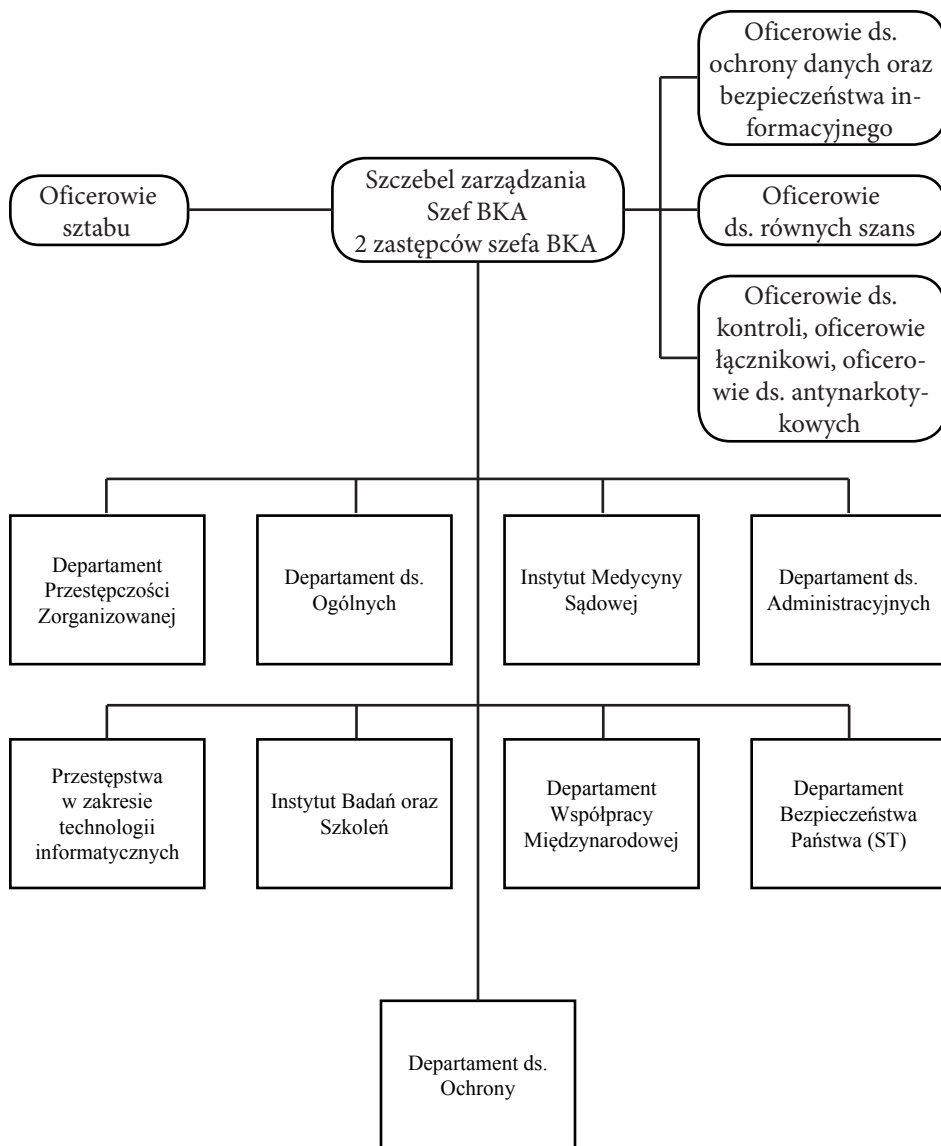 Oficerowie ds.
ochrony danych oraz
bezpieczeństwa in-
formacyjnego
Oficerowie
sztabu
Szczebel zarządzania
Szef BKA
2 zastępców szefa BKA
Oficerowie
ds. równych szans
Oficerowie ds.
kontroli, oficerowie
łącznikowi, oficero-
wie ds. antynarkoty-
kowych
Departament
Przestępczości
Zorganizowanej
Departament ds.
Ogólnych
Instytut Medycyny
Sądowej
Departament ds.
Administracyjnych
Przestępstwa
w zakresie
technologii
informatycznych
Instytut Badań oraz
Szkoleń
Departament
Współpracy
Międzynarodowej
Departament
Bezpieczeństwa
Państwa (ST)
Departament ds.
Ochrony